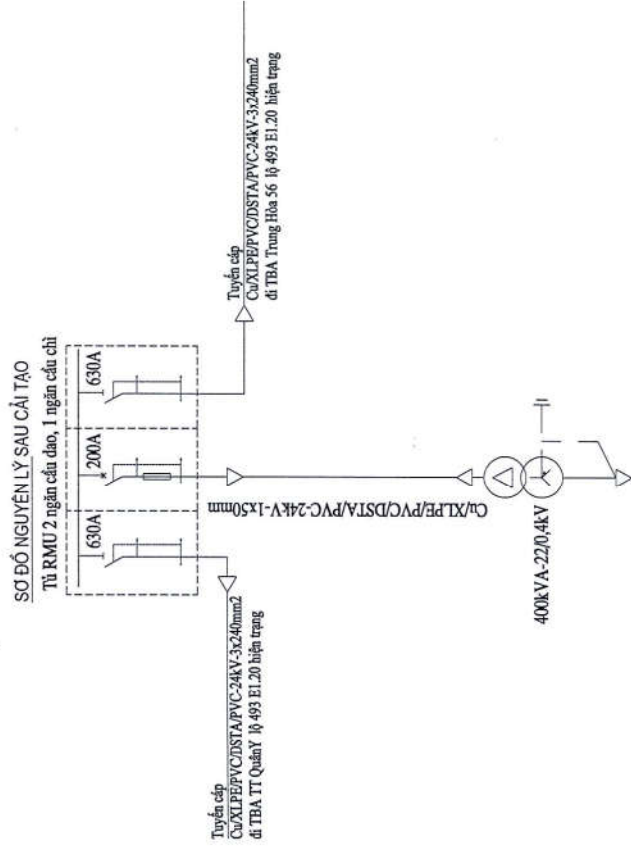 SƠ ĐỒ NGUYÊN LÝ SAU CẢI TẠO
Tủ RMU 2 ngăn cầu dao, 1 ngăn cầu chì
630A
200A
630A
Tuyến cáp
Cu/XLPE/PVC/DSTA/PVC-24kV-3x240mm2
đi TBA TT QuânY lộ 493 E1.20 hiện trạng
Tuyến cáp
Cu/XLPE/PVC/DSTA/PVC-24kV-3x240mm2
đi TBA Trung Hòa 56 lộ 493 E1.20 hiện trạng
Cu/XLPE/PVC/DSTA/PVC-24kV-1x50mm
400kVA-22/0,4kV